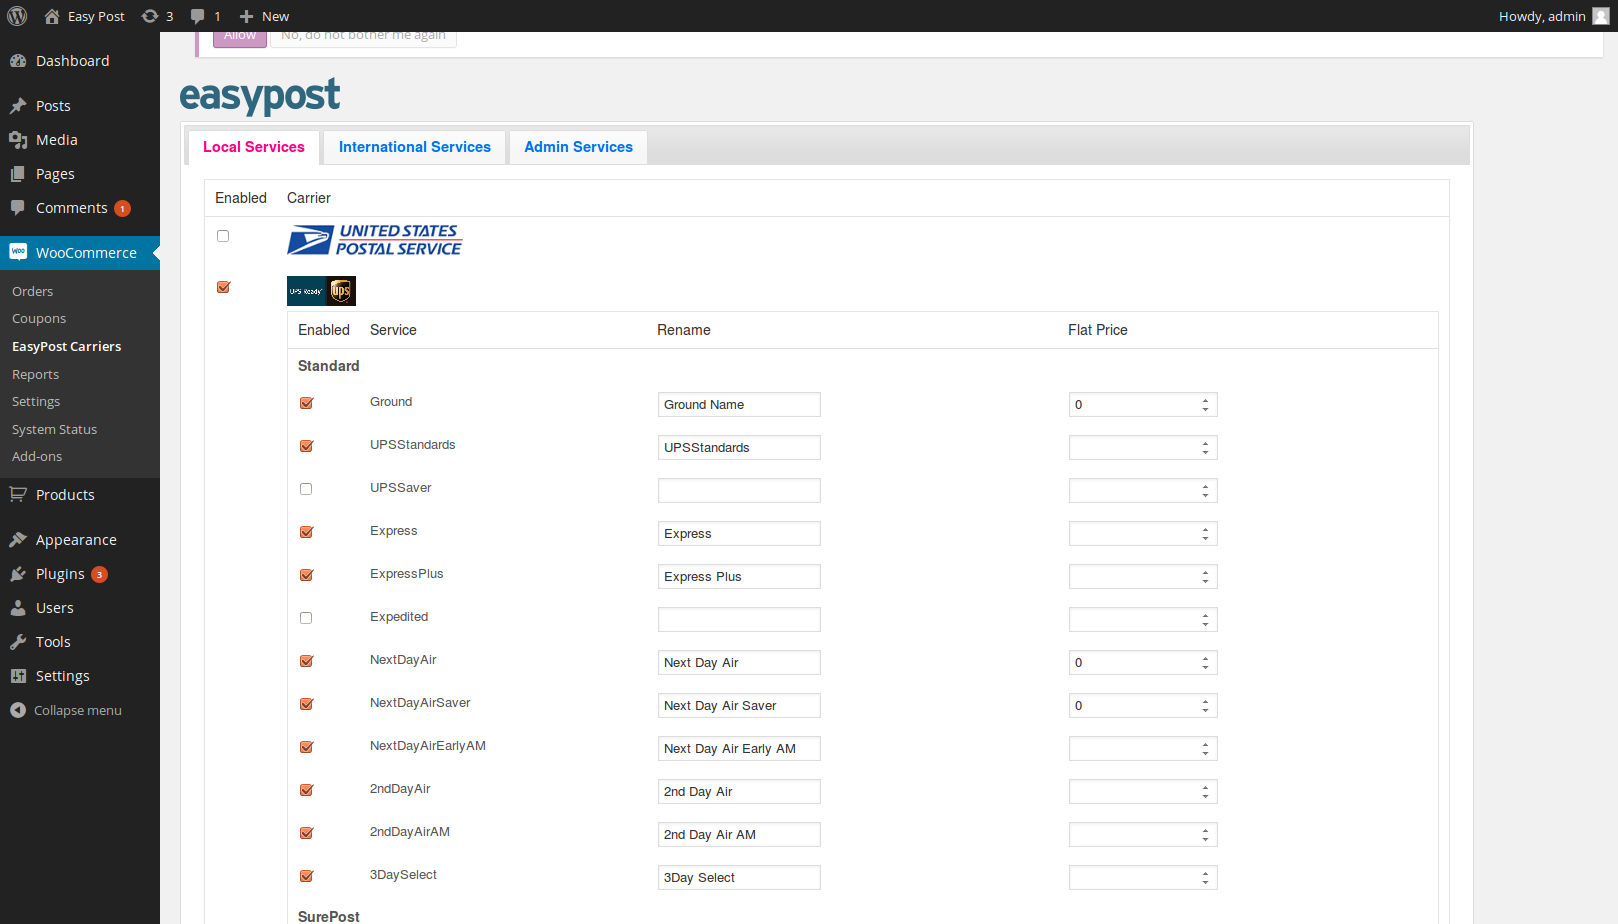 Easy Post 3 1 New Howdy, admin
Allow No, do not bother me again
Dashboard
Posts
Media
Pages
Comments 1
WooCommerce
Orders
Coupons
EasyPost Carriers
Reports
Settings
System Status
Add-ons
Products
Appearance
Plugins 3
Users
Tools
Settings
Collapse menu
easypost
Local Services International Services Admin Services
Enabled Carrier
UNITED STATES
POSTAL SERVICE
UPS Ready ups
Enabled Service Rename Flat Price
Standard
Ground Ground Name 0
UPSStandards UPSStandards
UPSSaver
Express Express
ExpressPlus Express Plus
Expedited
NextDayAir Next Day Air 0
NextDayAirSaver Next Day Air Saver 0
NextDayAirEarlyAM Next Day Air Early AM
2ndDayAir 2nd Day Air
2ndDayAirAM 2nd Day Air AM
3DaySelect 3Day Select
SurePost